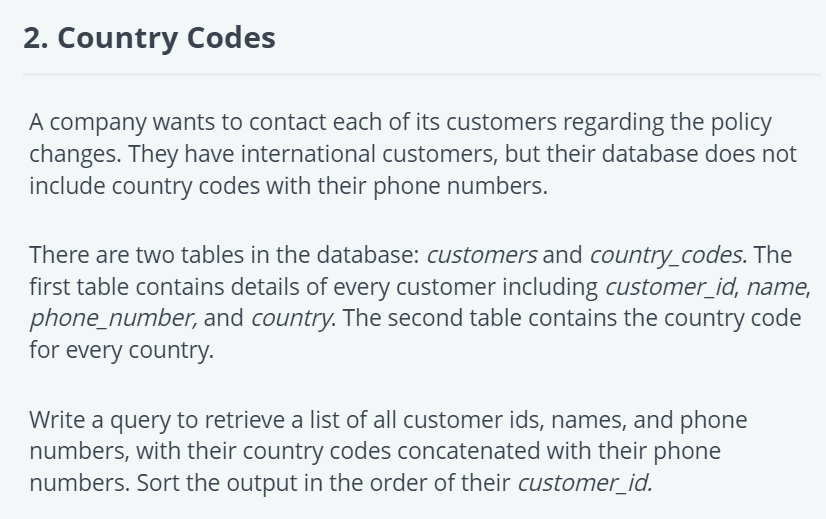 2. Country Codes
A company wants to contact each of its customers regarding the policy
changes. They have international customers, but their database does not
include country codes with their phone numbers.
There are two tables in the database: customers and country_codes. The
first table contains details of every customer including customer_id, name,
phone_number, and country. The second table contains the country code
for every country.
Write a query to retrieve a list of all customer ids, names, and phone
numbers, with their country codes concatenated with their phone
numbers. Sort the output in the order of their customer_id.